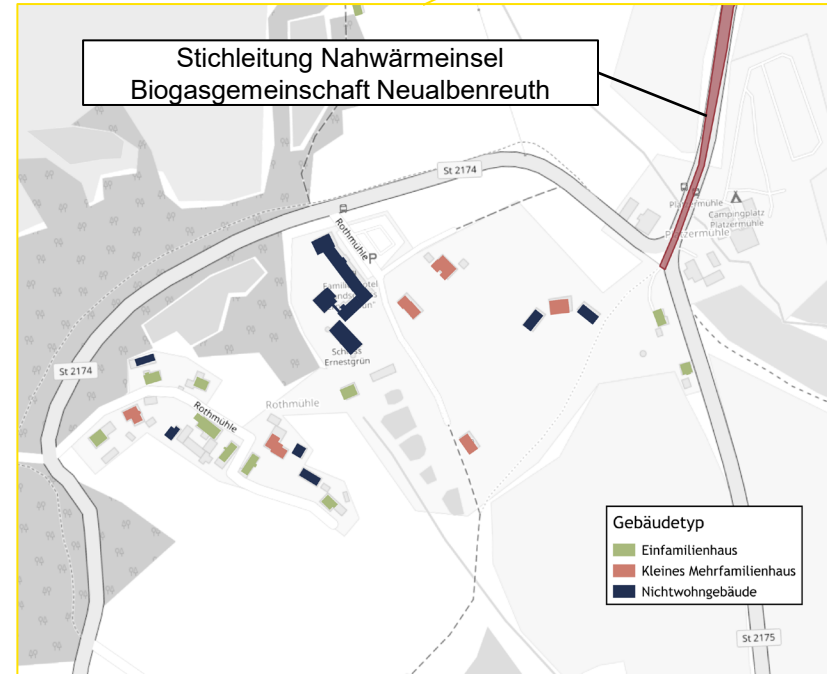 Stichleitung Nahwärmeinsel
Biogasgemeinschaft Neualbenreuth
St 2174
Rothmühle
P
Platzermühle
Campingplatz
Platzermühle
Platzermühle
Schloss
Ernestgrün
St 2174
Rothmühle
Rothmühle
Gebäudetyp
Einfamilienhaus
Kleines Mehrfamilienhaus
Nichtwohngebäude
St 2175